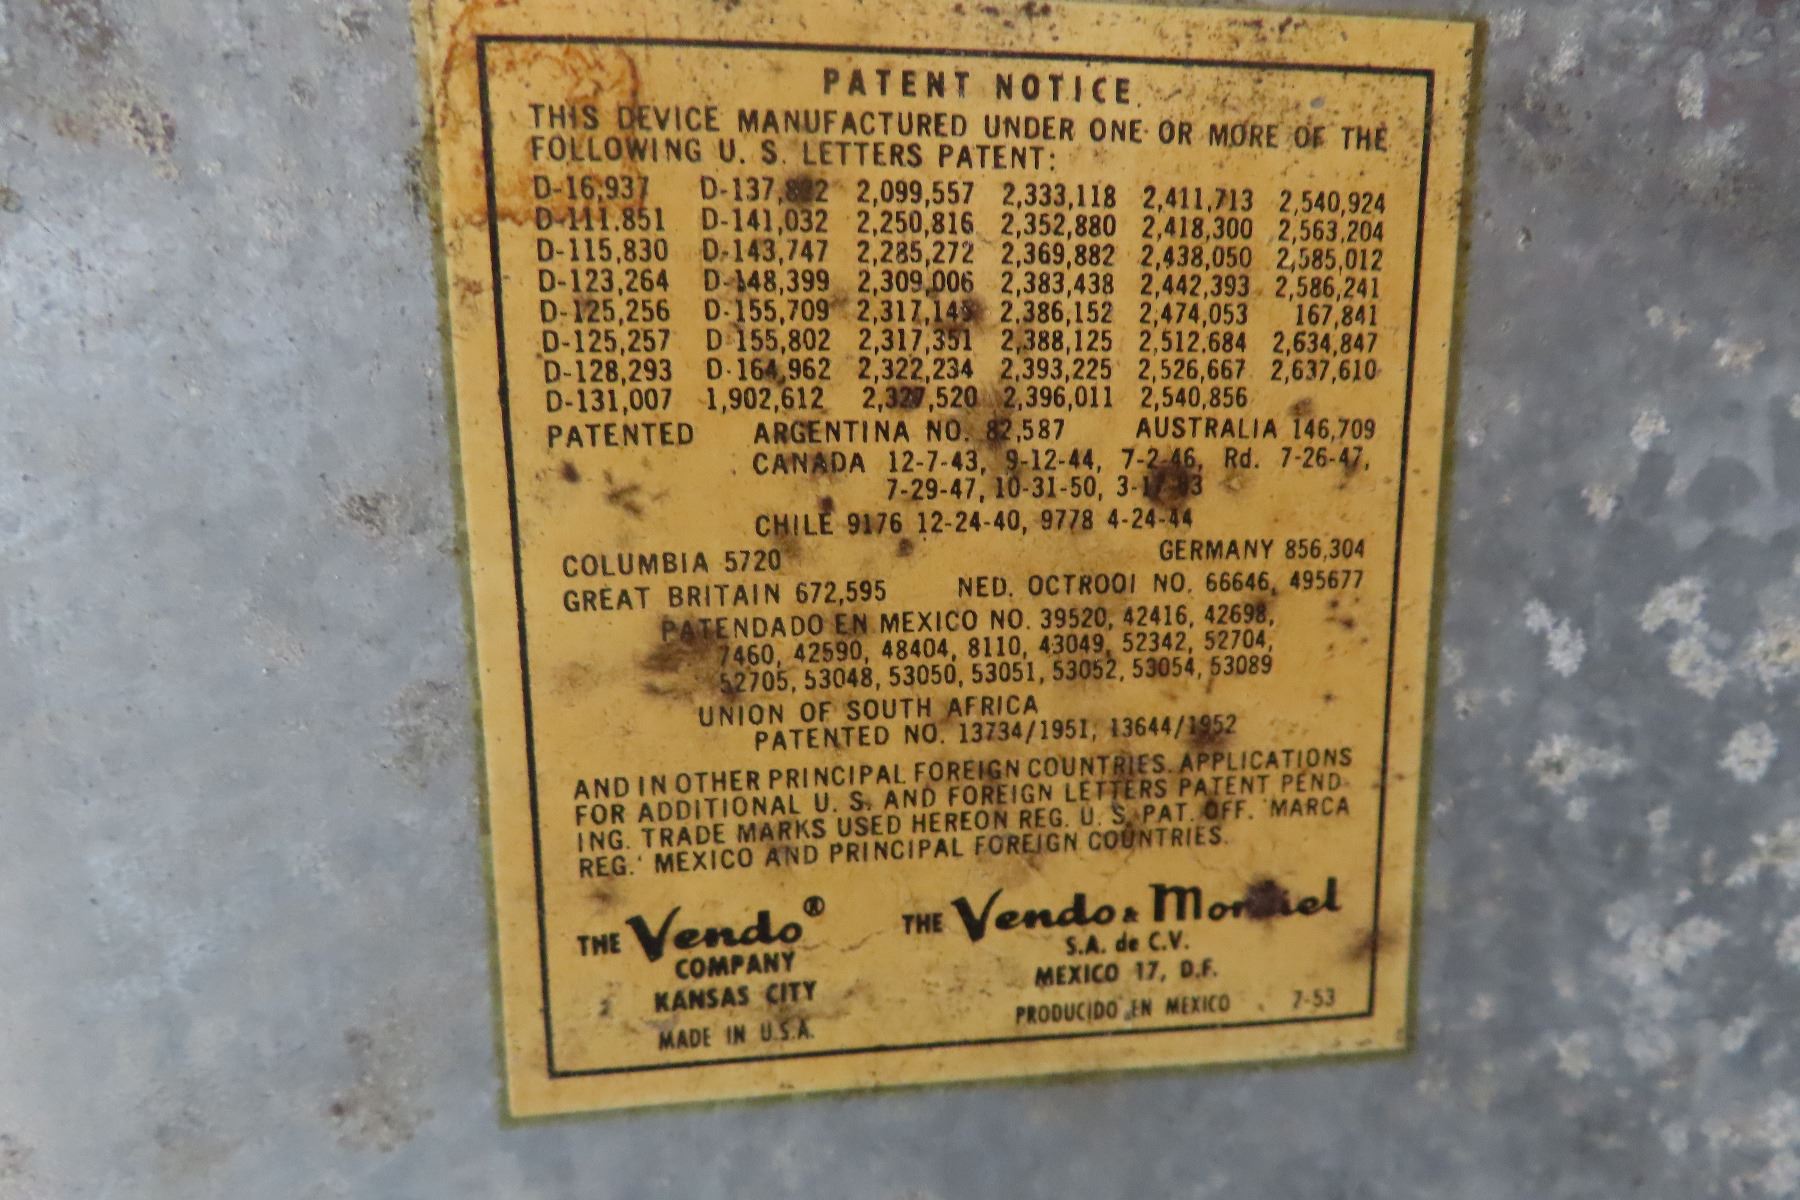 PATENT NOTICE
THIS DEVICE MANUFACTURED UNDER ONE OR MORE OF THE
FOLLOWING U. S. LETTERS PATENT:
D-16,937 2,099,557 2,333,118 2,411,713 2,540,924
D-111.851 D-141,032 2,250,816 2,352,880 2,418,300 2,563,204
D-115,830 D-143,747 2,285,272 2,369,882 2,438,050 2,585,012
D-123,264 D-148,399 2,309,006 2,383,438 2,442,393 2,586,241
D-125,256 D-155,709 2,386,152 2,474,053 167,841
D-125,257 D-155,802 2,317,351 2,388,125 2,512.684 2,634,847
D-128,293 D-164,962 2,322,234 2,393,225 2,526,667 2,637,610
D-131,007 1,902,612 2,327,520 2,396,011 2,540,856
PATENTED ARGENTINA NO. 82,587 AUSTRALIA 146,709
CANADA 12-7-43, 9-12-44, 7-2-46, Rd. 7-26-47,
7-29-47, 10-31-50,
CHILE 9176 12-24-40, 9778 4-24-44
COLUMBIA 5720 GERMANY 856,304
GREAT BRITAIN 672,595 NED. OCTROOI NO. 66646, 495677
PATENDADO EN MEXICO NO. 39520, 42416, 42698,
7460, 42590, 48404, 8110, 43049, 52342, 52704,
52705, 53048, 53050, 53051, 53052, 53054, 53089
UNION OF SOUTH AFRICA
PATENTED NO. 13734/1951, 13644/1952
AND IN OTHER PRINCIPAL FOREIGN COUNTRIES. APPLICATIONS
FOR ADDITIONAL U. S. AND FOREIGN LETTERS PATENT PEND-
ING. TRADE MARKS USED HEREON REG. U. S. PAT. OFF. MARCA
REG. MEXICO AND PRINCIPAL FOREIGN COUNTRIES.
THE Vendo®
COMPANY
KANSAS CITY
MADE IN U.S.A.
THE Vendo &
S.A. de C.V.
MEXICO 17, D.F.
PRODUCIDO EN MEXICO 7-53